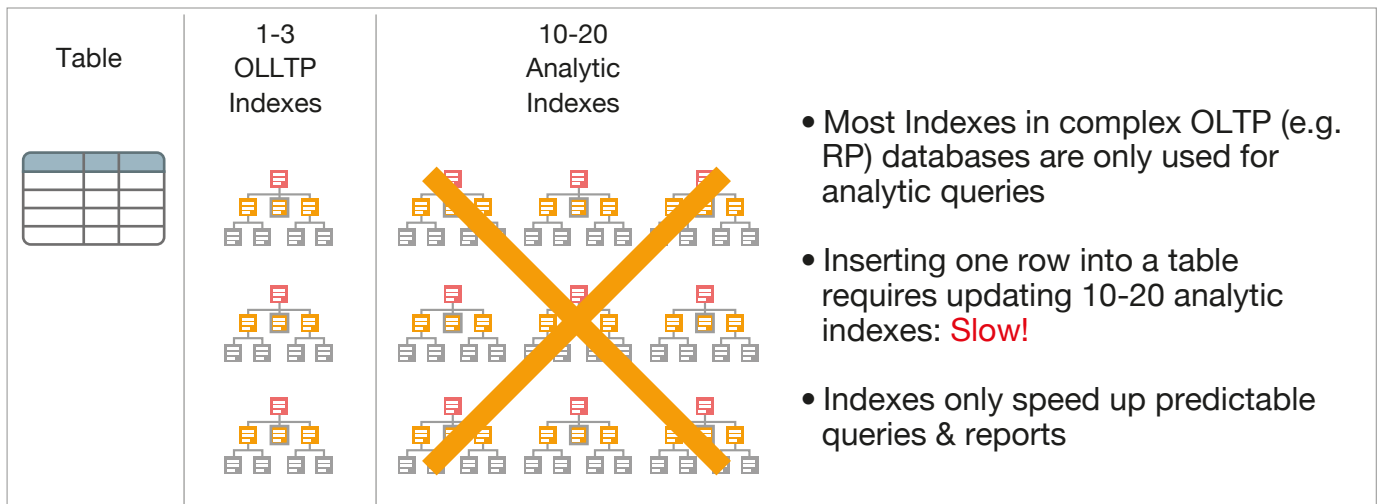 Table
1-3
OLLTP
Indexes
10-20
Analytic
Indexes
• Most Indexes in complex OLTP (e.g.
RP) databases are only used for
analytic queries
• Inserting one row into a table
requires updating 10-20 analytic
indexes: Slow!
• Indexes only speed up predictable
queries & reports